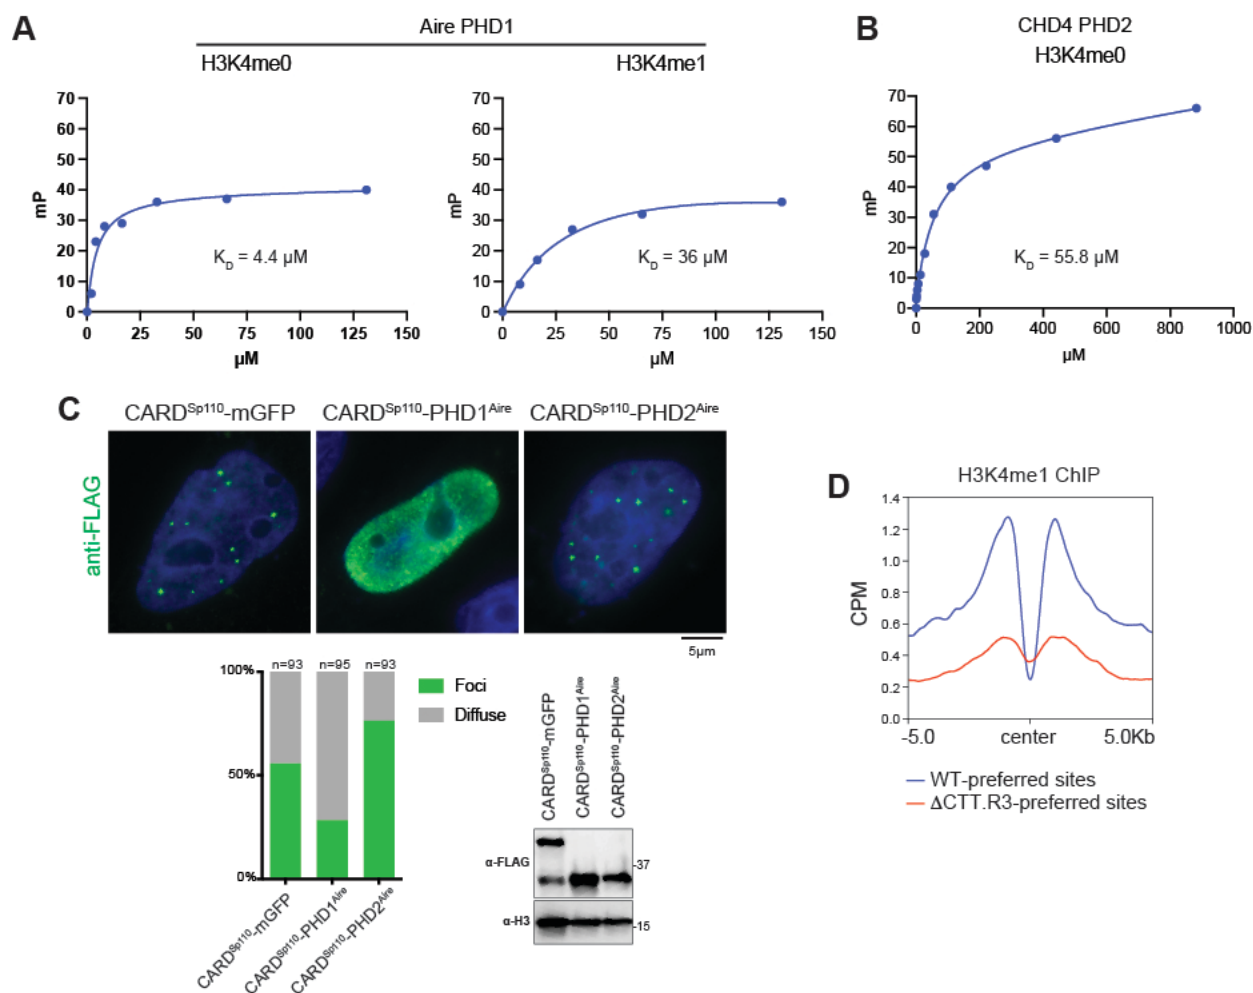 A
Aire PHD1
H3K4me0
H3K4me1
70
60
50
40
30
20
10
0
mP
0 25 50 75 100 125 150
µM
K_D = 4.4 µM
70
60
50
40
30
20
10
0
mP
0 25 50 75 100 125 150
µM
K_D = 36 µM
B
CHD4 PHD2
H3K4me0
70
60
50
40
30
20
10
0
mP
0 200 400 600 800 1000
µM
K_D = 55.8 µM
C
CARD^Sp110-mGFP
CARD^Sp110-PHD1^Aire
CARD^Sp110-PHD2^Aire
anti-FLAG
5µm
100%
50%
0%
n=93 n=95 n=93
Foci
Diffuse
CARD^Sp110-mGFP
CARD^Sp110-PHD1^Aire
CARD^Sp110-PHD2^Aire
CARD^Sp110-mGFP
CARD^Sp110-PHD1^Aire
CARD^Sp110-PHD2^Aire
α-FLAG
-37
α-H3
-15
D
H3K4me1 ChIP
1.4
1.2
1.0
0.8
0.6
0.4
0.2
0.0
CPM
-5.0 center 5.0Kb
WT-preferred sites
ΔCTT.R3-preferred sites